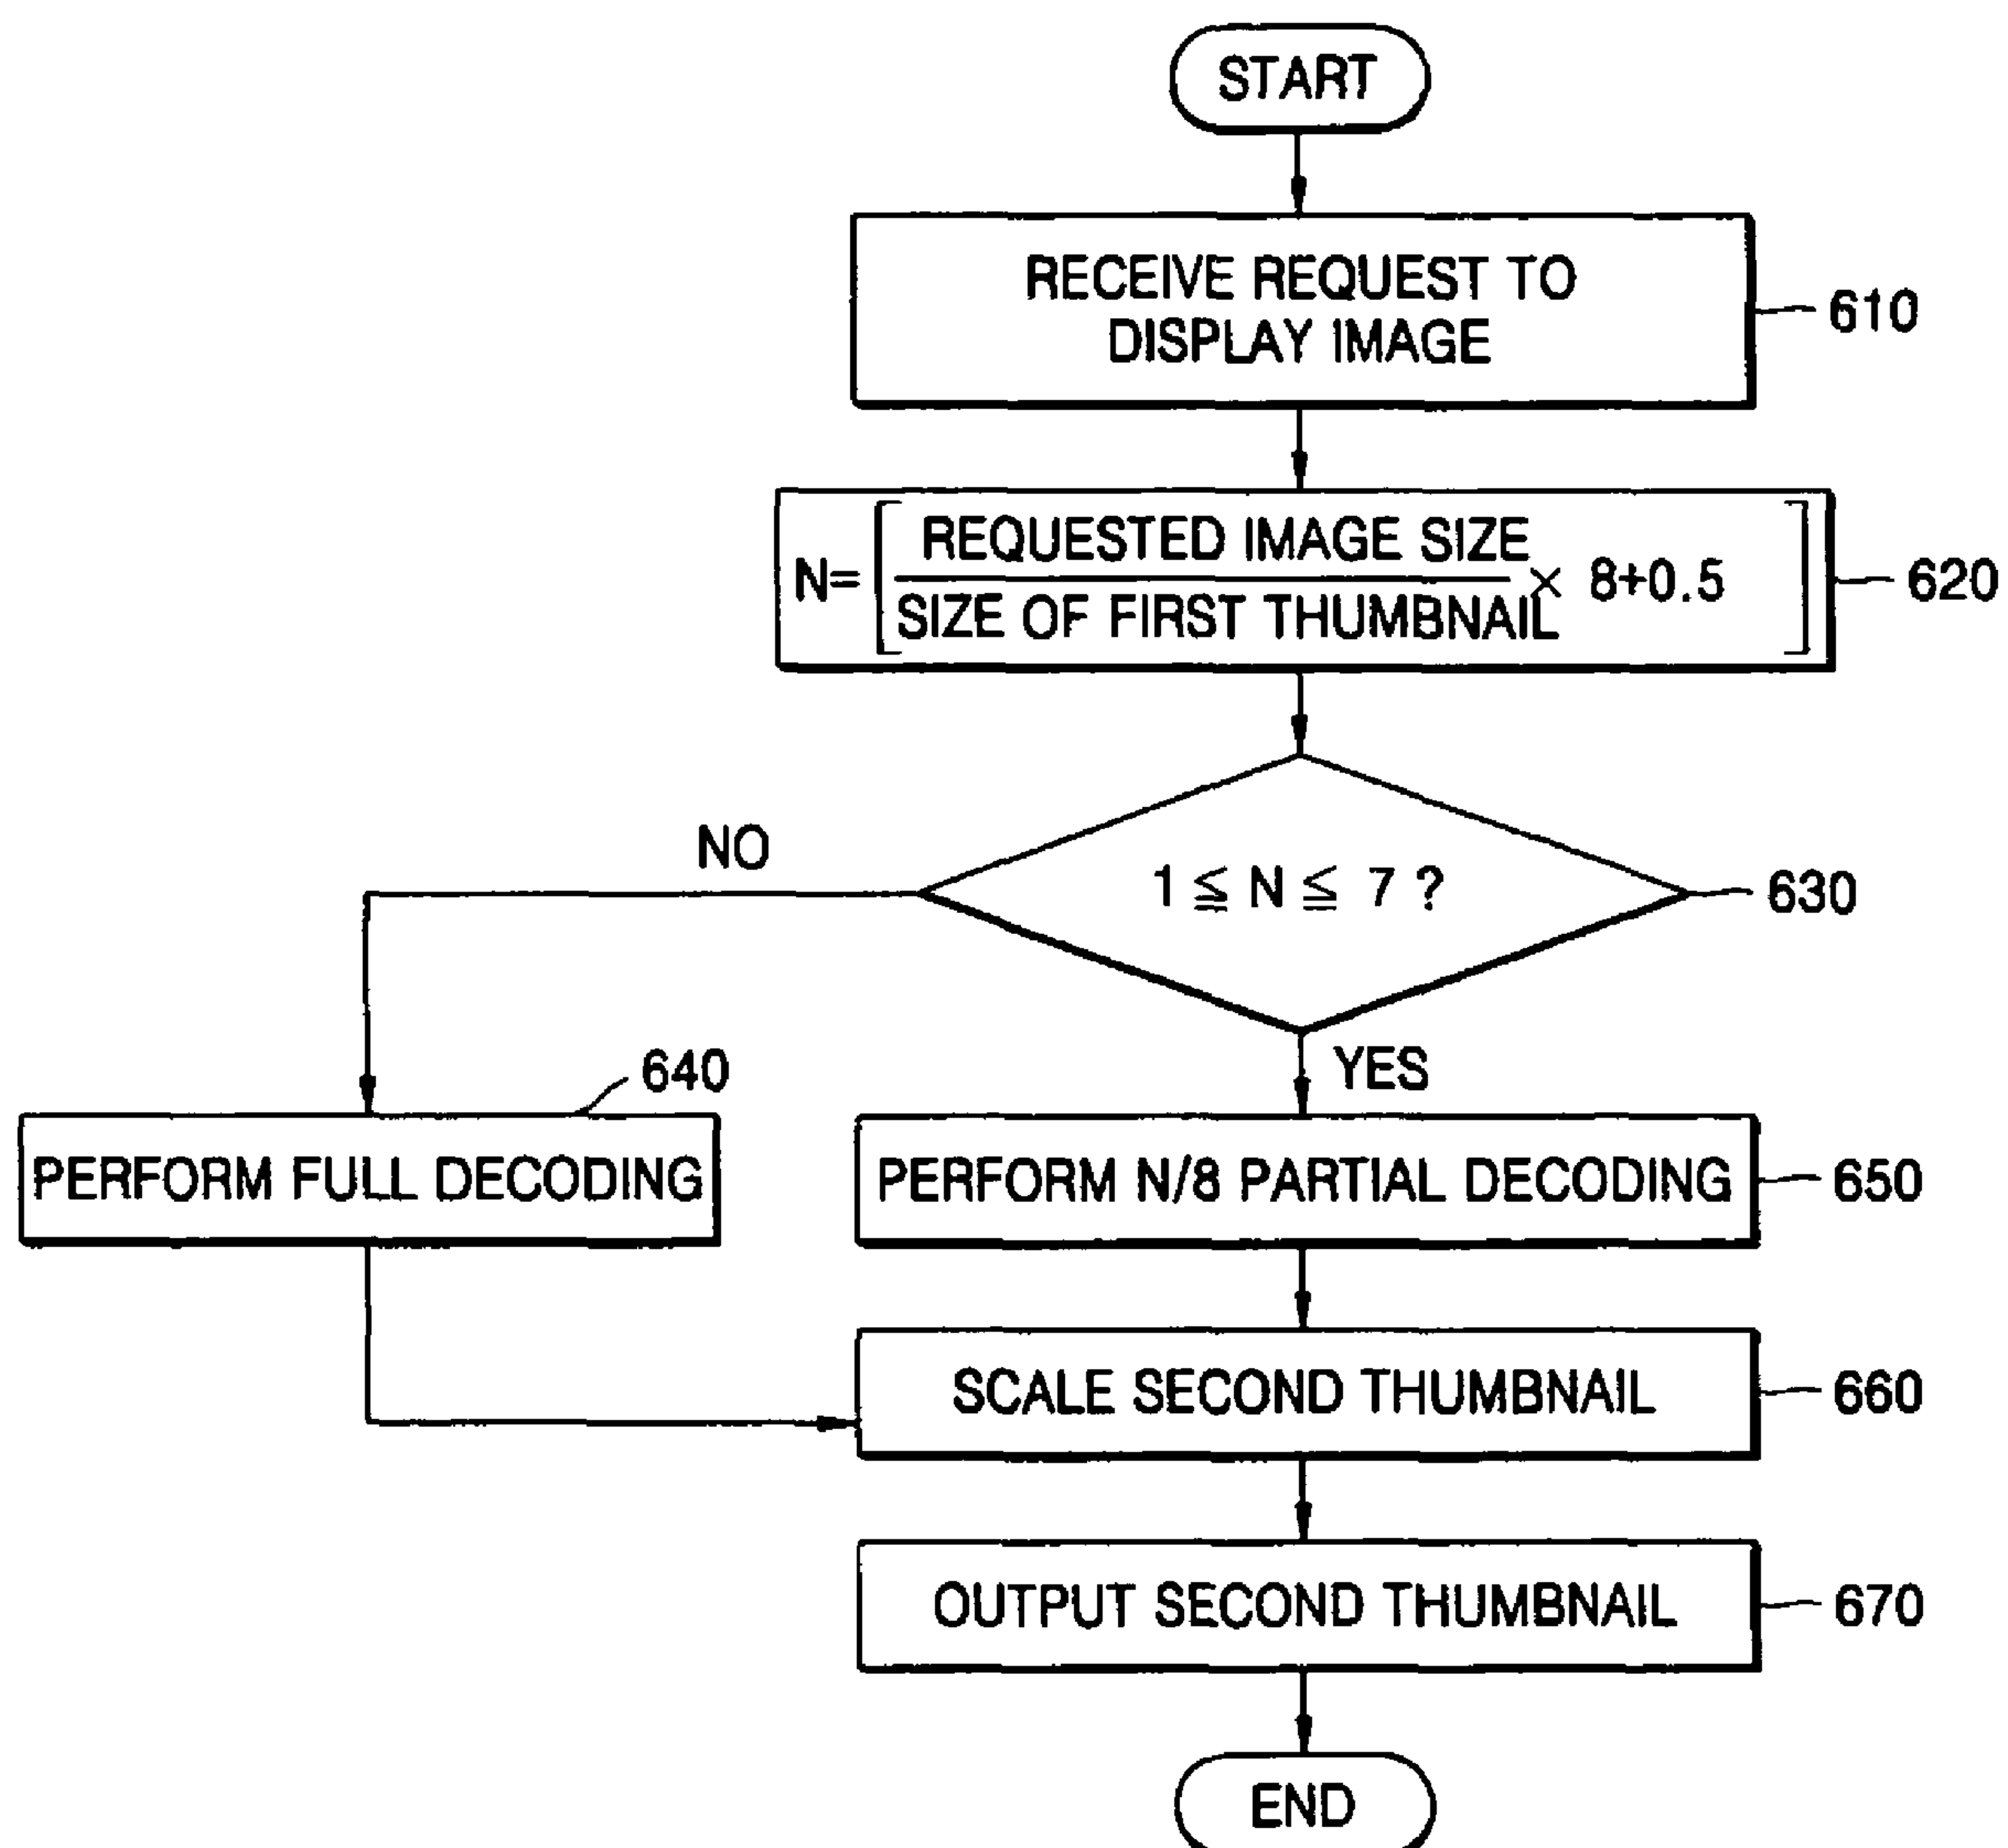 START
RECEIVE REQUEST TO
DISPLAY IMAGE
610
REQUESTED IMAGE SIZE
N=[ × 8+0.5 ]
SIZE OF FIRST THUMBNAIL
620
1 ≦ N ≦ 7 ?
630
NO
YES
640
PERFORM FULL DECODING
PERFORM N/8 PARTIAL DECODING
650
SCALE SECOND THUMBNAIL
660
OUTPUT SECOND THUMBNAIL
670
END